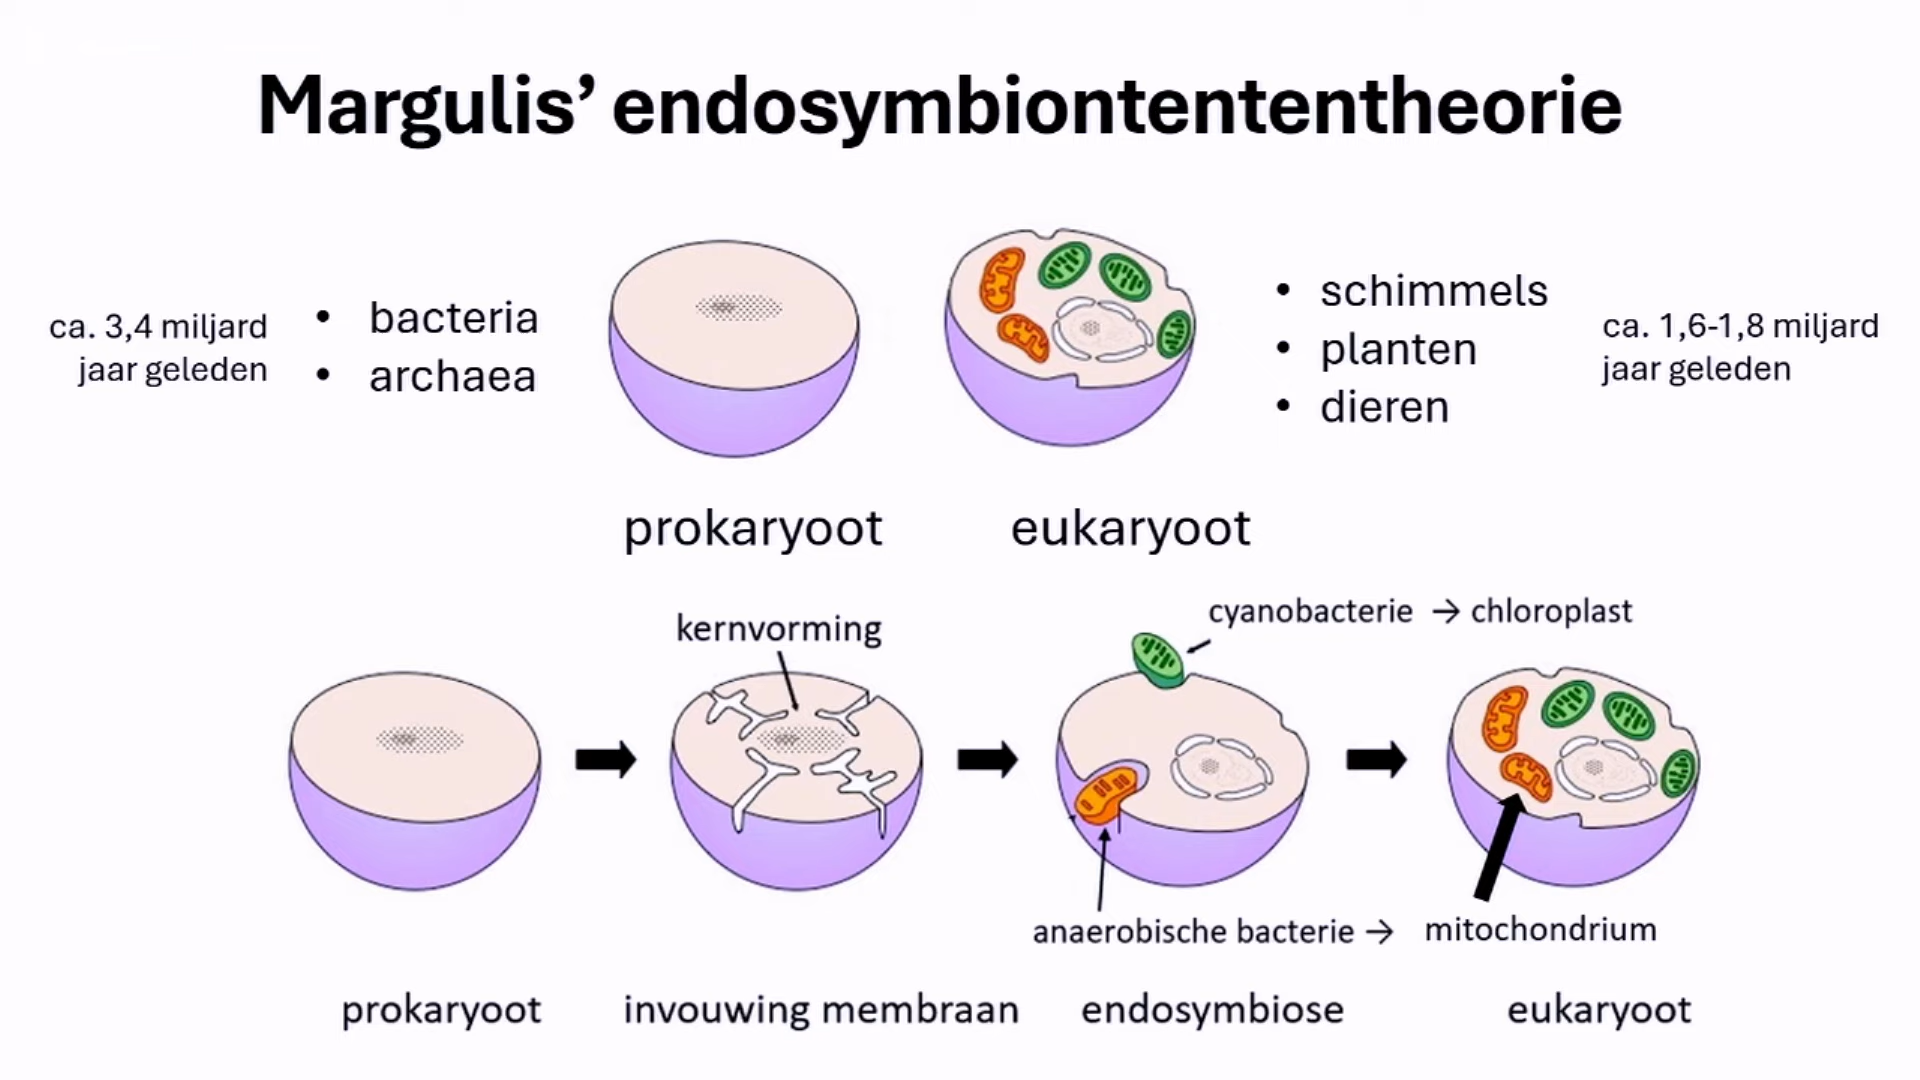 Margulis’ endosymbiontententheorie
ca. 3,4 miljard
jaar geleden
• bacteria
• archaea
• schimmels
• planten
• dieren
ca. 1,6-1,8 miljard
jaar geleden
prokaryoot
eukaryoot
kernvorming
cyanobacterie → chloroplast
anaerobische bacterie → mitochondrium
prokaryoot
invouwing membraan
endosymbiose
eukaryoot